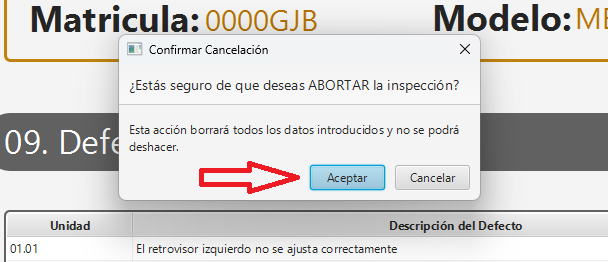 Matricula: 0000GJB Modelo: ME
Confirmar Cancelación
¿Estás seguro de que deseas ABORTAR la inspección?
09. Defe
Esta acción borrará todos los datos introducidos y no se podrá
deshacer.
Aceptar Cancelar
Unidad Descripción del Defecto
01.01 El retrovisor izquierdo no se ajusta correctamente